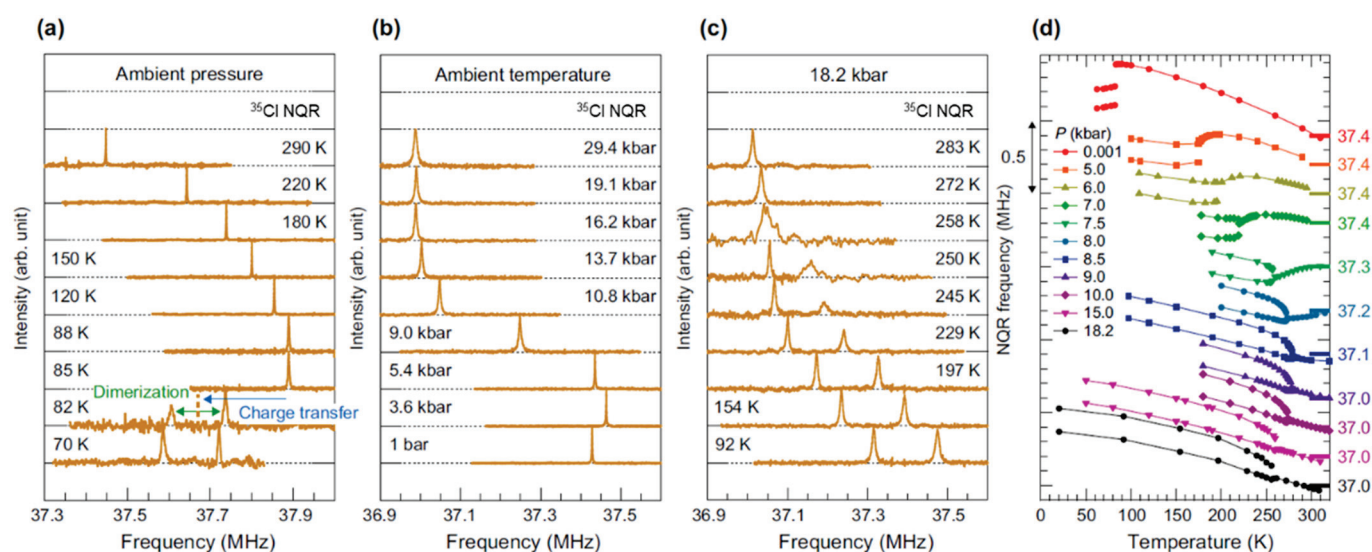 (a)
Ambient pressure
³⁵Cl NQR
290 K
220 K
180 K
150 K
120 K
88 K
85 K
82 K
Dimerization
Charge transfer
70 K
Intensity (arb. unit)
37.3
37.5
37.7
37.9
Frequency (MHz)
(b)
Ambient temperature
³⁵Cl NQR
29.4 kbar
19.1 kbar
16.2 kbar
13.7 kbar
10.8 kbar
9.0 kbar
5.4 kbar
3.6 kbar
1 bar
Intensity (arb. unit)
36.9
37.1
37.3
37.5
Frequency (MHz)
(c)
18.2 kbar
³⁵Cl NQR
283 K
272 K
258 K
250 K
245 K
229 K
197 K
154 K
92 K
Intensity (arb. unit)
36.9
37.1
37.3
37.5
Frequency (MHz)
(d)
NQR frequency (MHz)
0.5
P (kbar)
0.001
5.0
6.0
7.0
7.5
8.0
8.5
9.0
10.0
15.0
18.2
37.4
37.4
37.4
37.4
37.3
37.2
37.1
37.0
37.0
37.0
37.0
0
50
100
150
200
250
300
Temperature (K)